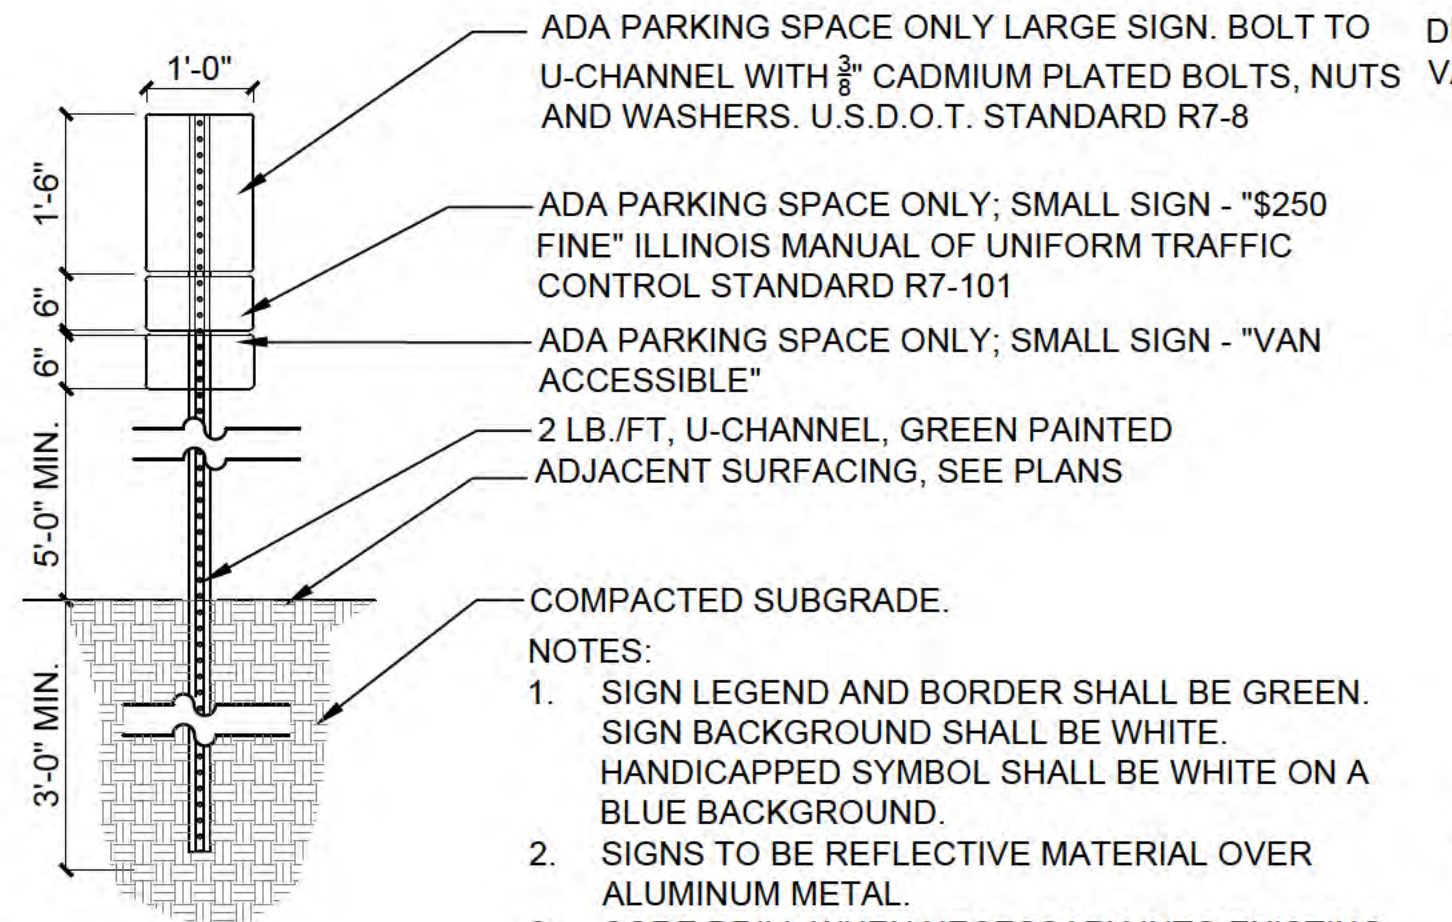 1'-0"
1'-6"
6"
6"
5'-0" MIN.
3'-0" MIN.
ADA PARKING SPACE ONLY LARGE SIGN. BOLT TO
U-CHANNEL WITH 3/8" CADMIUM PLATED BOLTS, NUTS
AND WASHERS. U.S.D.O.T. STANDARD R7-8
ADA PARKING SPACE ONLY; SMALL SIGN - "$250
FINE" ILLINOIS MANUAL OF UNIFORM TRAFFIC
CONTROL STANDARD R7-101
ADA PARKING SPACE ONLY; SMALL SIGN - "VAN
ACCESSIBLE"
2 LB./FT, U-CHANNEL, GREEN PAINTED
ADJACENT SURFACING, SEE PLANS
COMPACTED SUBGRADE.
NOTES:
1. SIGN LEGEND AND BORDER SHALL BE GREEN.
SIGN BACKGROUND SHALL BE WHITE.
HANDICAPPED SYMBOL SHALL BE WHITE ON A
BLUE BACKGROUND.
2. SIGNS TO BE REFLECTIVE MATERIAL OVER
ALUMINUM METAL.